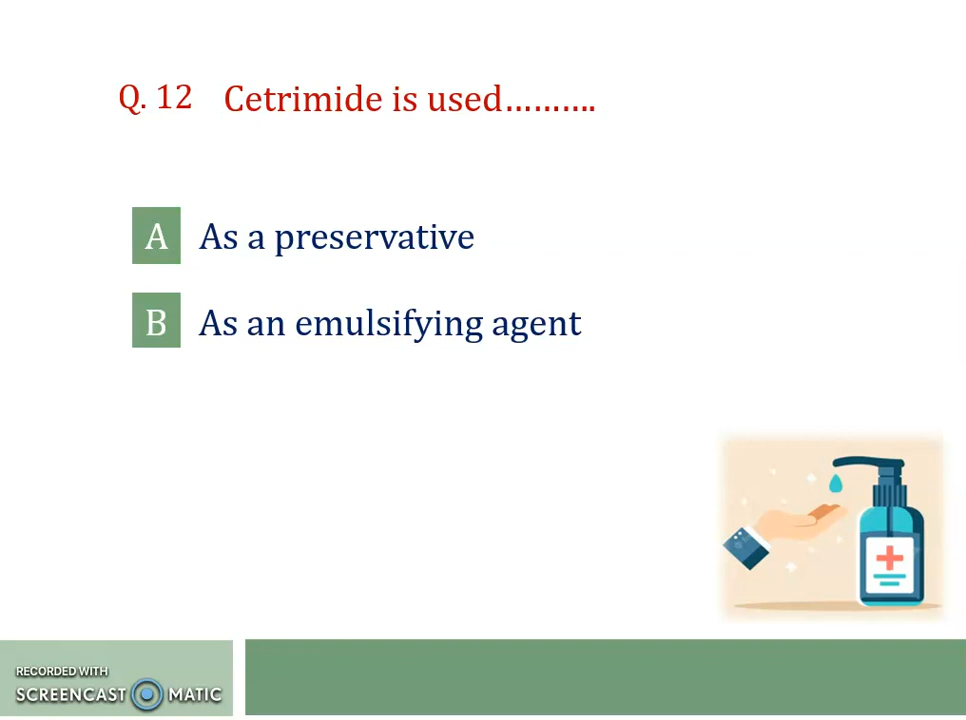 Q. 12 Cetrimide is used……….
A As a preservative
B As an emulsifying agent
RECORDED WITH
SCREENCAST MATIC